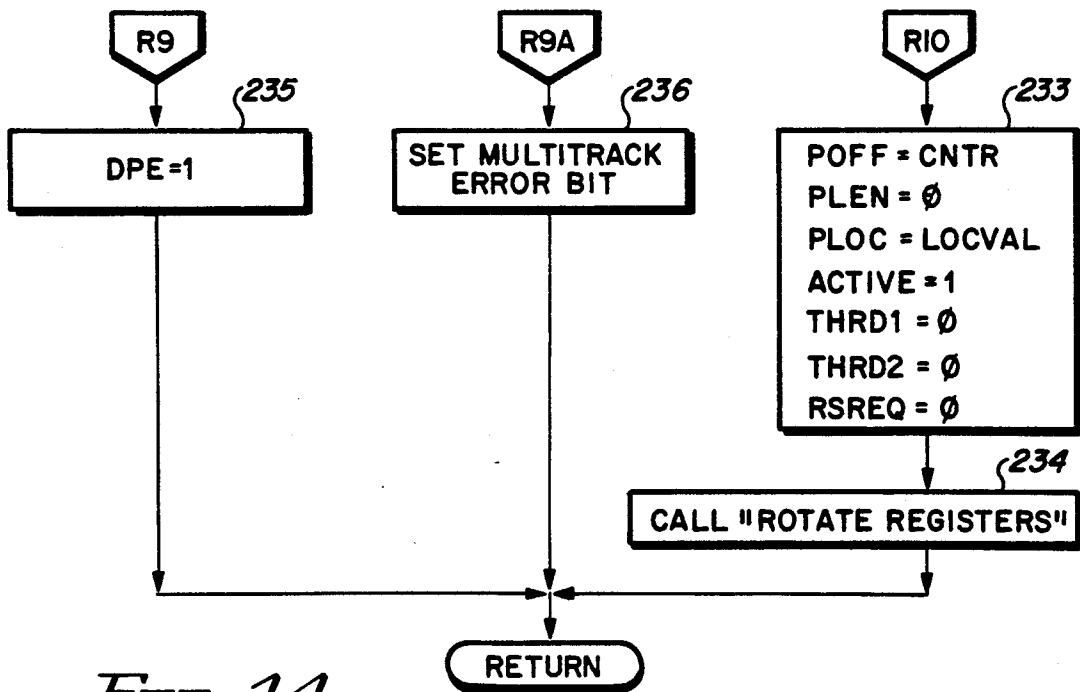 R9
R9A
R10
235
236
233
DPE=1
SET MULTITRACK
ERROR BIT
POFF = CNTR
PLEN = Ø
PLOC = LOCVAL
ACTIVE = 1
THRD1 = Ø
THRD2 = Ø
RSREQ = Ø
234
CALL "ROTATE REGISTERS"
RETURN